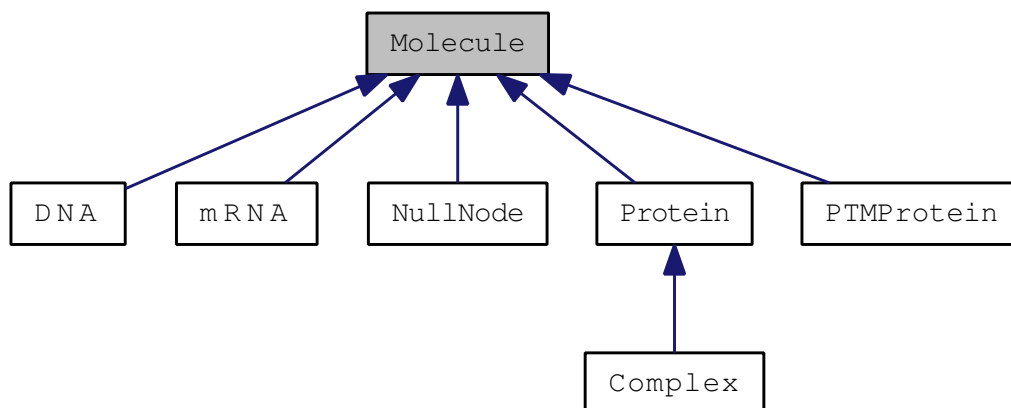 Molecule
DNA
mRNA
NullNode
Protein
PTMProtein
Complex